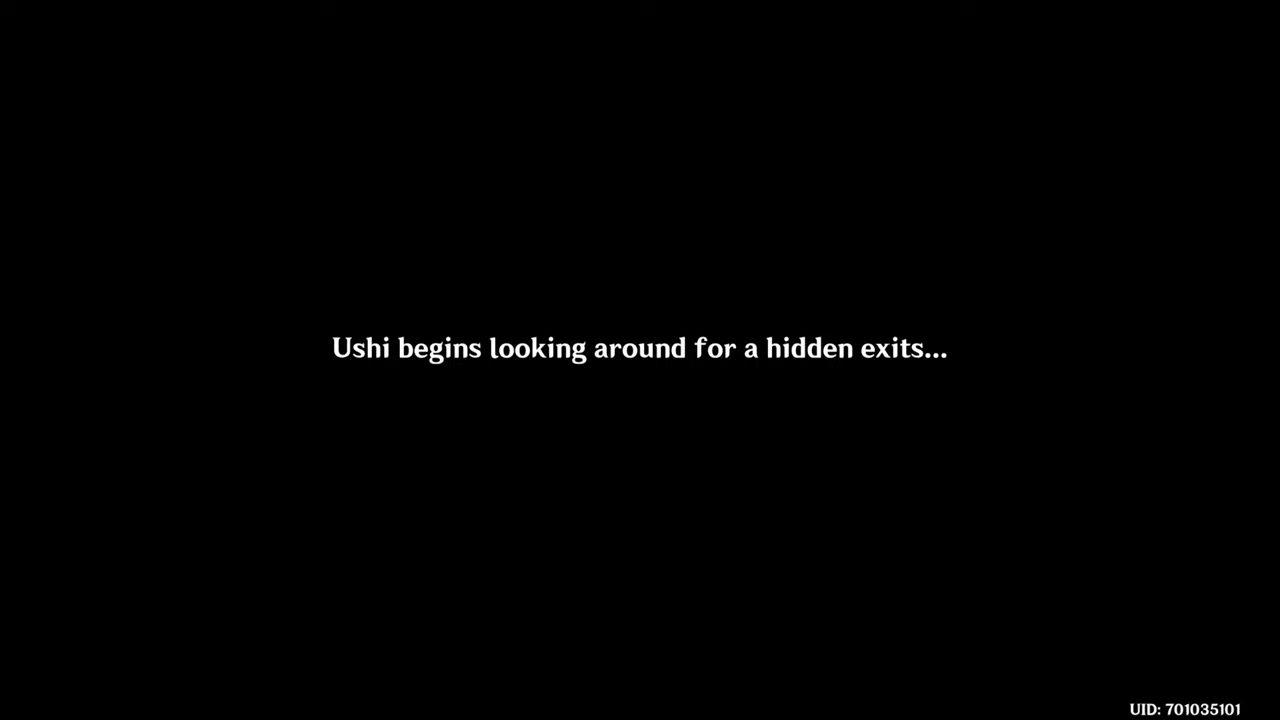 Ushi begins looking around for a hidden exits...
UID: 701035101